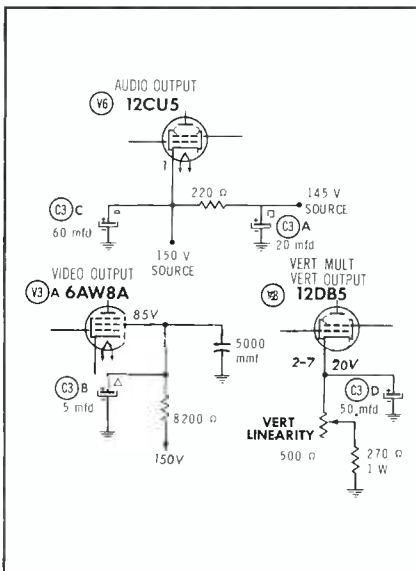 AUDIO OUTPUT
V6 12CU5
1
220 Ω
145 V
SOURCE
C3 C
60 mfd
C3 A
20 mfd
150 V
SOURCE
VIDEO OUTPUT
V3 A 6AW8A
85V
5000
mmf
C3 B
5 mfd
8200 Ω
150V
VERT MULT
VERT OUTPUT
12DB5
2-7 20V
C3 D
50 mfd
VERT
LINEARITY
500 Ω
270 Ω
1 W